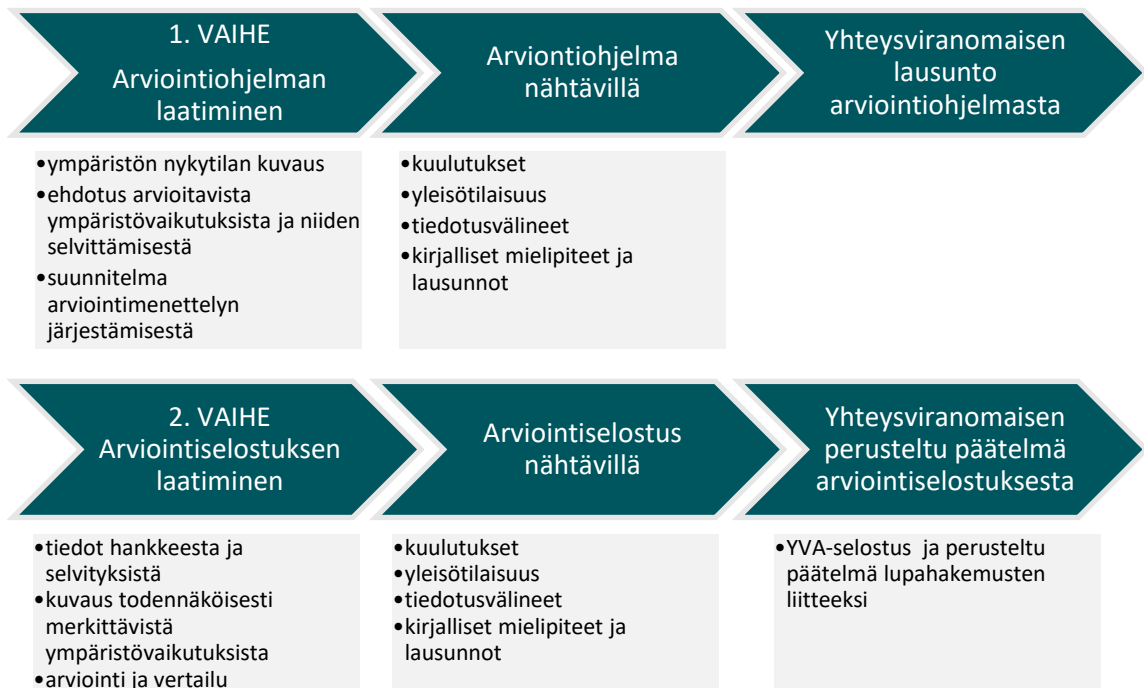 1. VAIHE
Arviointiohjelman
laatiminen
Arviontiohjelma
nähtävillä
Yhteysviranomaisen
lausunto
arviointiohjelmasta
•ympäristön nykytilan kuvaus
•ehdotus arvioitavista
ympäristövaikutuksista ja niiden
selvittämisestä
•suunnitelma
arviointimenettelyn
järjestämisestä
•kuulutukset
•yleisötilaisuus
•tiedotusvälineet
•kirjalliset mielipiteet ja
lausunnot
2. VAIHE
Arviointiselostuksen
laatiminen
Arviointiselostus
nähtävillä
Yhteysviranomaisen
perusteltu päätelmä
arviointiselostuksesta
•tiedot hankkeesta ja
selvityksistä
•kuvaus todennäköisesti
merkittävistä
ympäristövaikutuksista
•arviointi ja vertailu
•kuulutukset
•yleisötilaisuus
•tiedotusvälineet
•kirjalliset mielipiteet ja
lausunnot
•YVA-selostus ja perusteltu
päätelmä lupahakemusten
liitteeksi